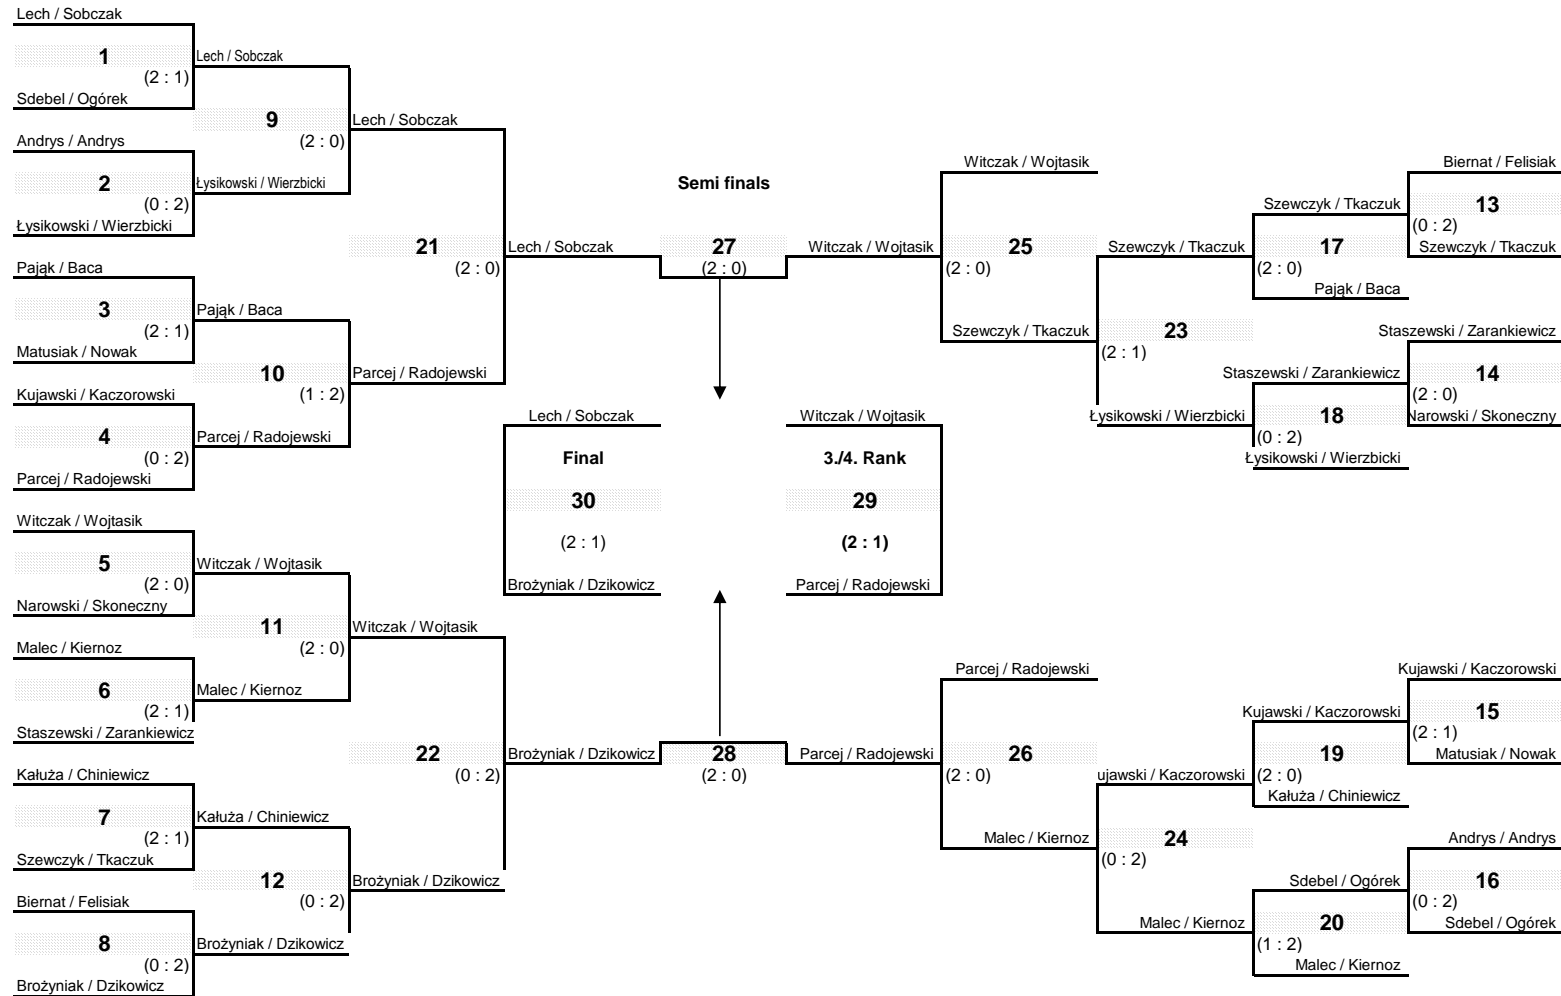 Lech / Sobczak
1
(2 : 1)
Sdebel / Ogórek
Andrys / Andrys
2
(0 : 2)
Łysikowski / Wierzbicki
Pająk / Baca
3
(2 : 1)
Matusiak / Nowak
Kujawski / Kaczorowski
4
(0 : 2)
Parcej / Radojewski
Witczak / Wojtasik
5
(2 : 0)
Narowski / Skoneczny
Malec / Kiernoz
6
(2 : 1)
Staszewski / Zarankiewicz
Kałuża / Chiniewicz
7
(2 : 1)
Szewczyk / Tkaczuk
Biernat / Felisiak
8
(0 : 2)
Brożyniak / Dzikowicz
Lech / Sobczak
9
(2 : 0)
Łysikowski / Wierzbicki
Pająk / Baca
10
(1 : 2)
Parcej / Radojewski
Witczak / Wojtasik
11
(2 : 0)
Malec / Kiernoz
Kałuża / Chiniewicz
12
(0 : 2)
Brożyniak / Dzikowicz
Lech / Sobczak
21
(2 : 0)
Parcej / Radojewski
Witczak / Wojtasik
22
(0 : 2)
Brożyniak / Dzikowicz
Semi finals
Lech / Sobczak
27
(2 : 0)
Witczak / Wojtasik
Lech / Sobczak
Final
30
(2 : 1)
Brożyniak / Dzikowicz
Witczak / Wojtasik
3./4. Rank
29
(2 : 1)
Parcej / Radojewski
Brożyniak / Dzikowicz
28
(2 : 0)
Parcej / Radojewski
Witczak / Wojtasik
25
(2 : 0)
Szewczyk / Tkaczuk
Parcej / Radojewski
26
(2 : 0)
Malec / Kiernoz
Szewczyk / Tkaczuk
23
(2 : 1)
Łysikowski / Wierzbicki
ujawski / Kaczorowski
24
(0 : 2)
Malec / Kiernoz
Szewczyk / Tkaczuk
17
(2 : 0)
Pająk / Baca
Staszewski / Zarankiewicz
18
(0 : 2)
Łysikowski / Wierzbicki
Kujawski / Kaczorowski
19
(2 : 0)
Kałuża / Chiniewicz
Sdebel / Ogórek
20
(1 : 2)
Malec / Kiernoz
Biernat / Felisiak
13
(0 : 2)
Szewczyk / Tkaczuk
Staszewski / Zarankiewicz
14
(2 : 0)
Narowski / Skoneczny
Kujawski / Kaczorowski
15
(2 : 1)
Matusiak / Nowak
Andrys / Andrys
16
(0 : 2)
Sdebel / Ogórek